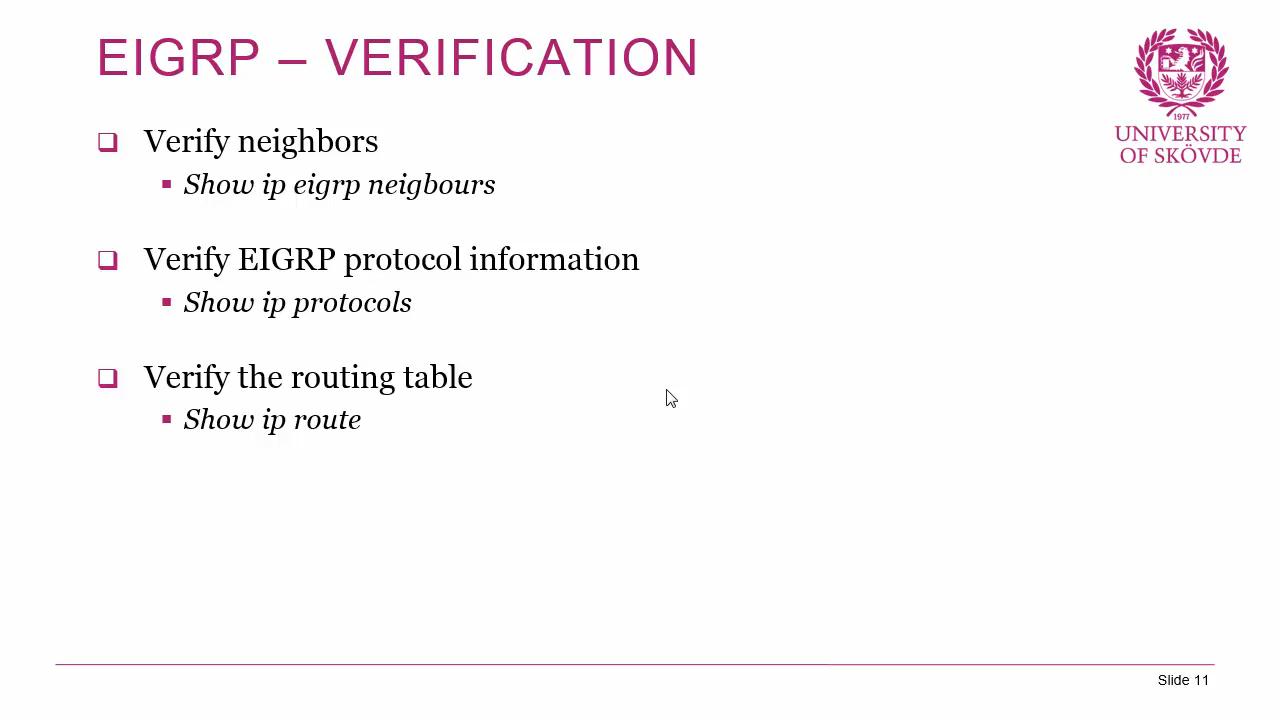 EIGRP – VERIFICATION
1977
UNIVERSITY
OF SKÖVDE
Verify neighbors
Show ip eigrp neigbours
Verify EIGRP protocol information
Show ip protocols
Verify the routing table
Show ip route
Slide 11